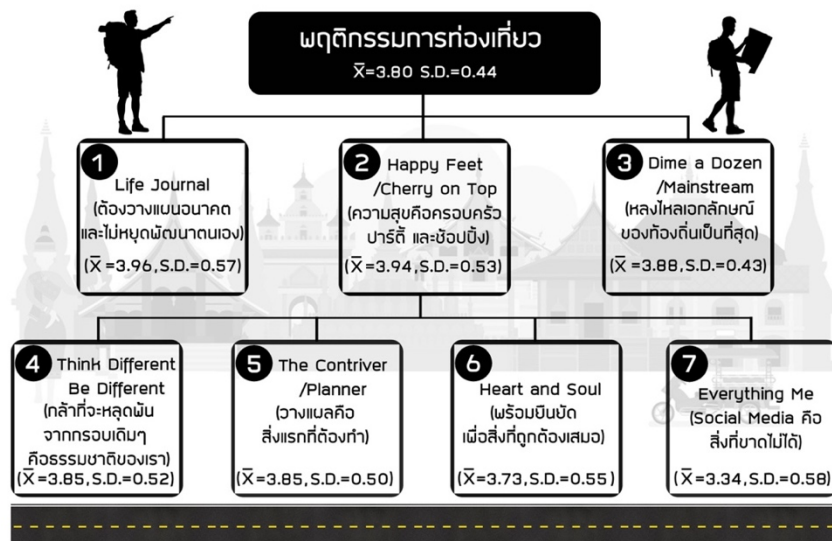 พฤติกรรมการท่องเที่ยว
X̄=3.80 S.D.=0.44
1
Life Journal
(ต้องวางแผนอนาคต
และไม่หยุดพัฒนาตนเอง)
(X̄ =3.96,S.D.=0.57)
2
Happy Feet
/Cherry on Top
(ความสุขคือครอบครัว
ปาร์ตี้ และช้อปปิ้ง)
(X̄ =3.94,S.D.=0.53)
3
Dime a Dozen
/Mainstream
(หลงไหลเอกลักษณ์
ของท้องถิ่นเป็นที่สุด)
(X̄ =3.88,S.D.=0.43)
4
Think Different
Be Different
(กล้าที่จะหลุดพ้น
จากกรอบเดิมๆ
คือธรรมชาติของเรา)
(X̄=3.85,S.D.=0.52)
5
The Contriver
/Planner
(วางแบลคือ
สิ่งแรกที่ต้องทำ)
(X̄=3.85,S.D.=0.50)
6
Heart and Soul
(พร้อมยืนยัด
เพื่อสิ่งที่ถูกต้องเสมอ)
(X̄=3.73,S.D.=0.55)
7
Everything Me
(Social Media คือ
สิ่งที่ขาดไม่ได้)
(X̄=3.34,S.D.=0.58)